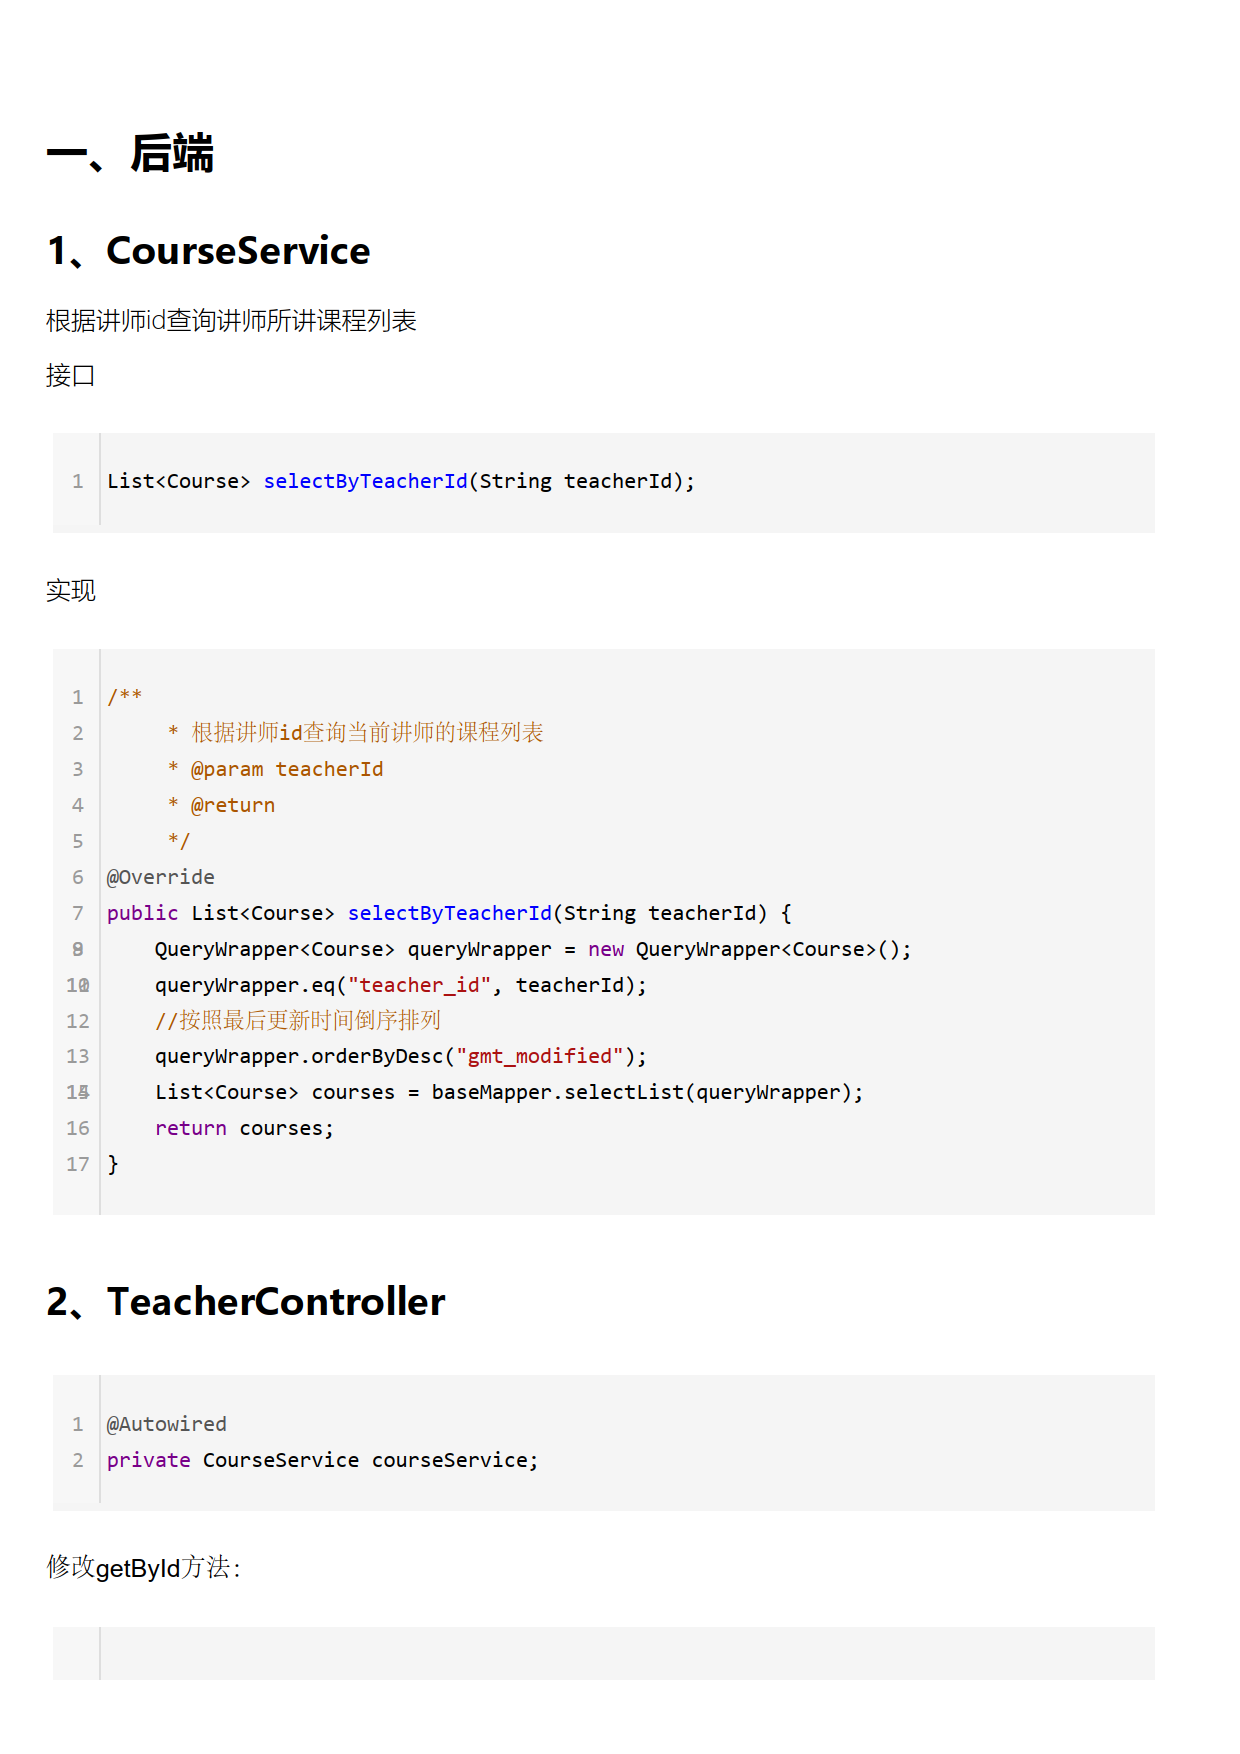 一、后端
1、CourseService
根据讲师id查询讲师所讲课程列表
接口
1 List<Course> selectByTeacherId(String teacherId);
实现
1 /**
2      * 根据讲师id查询当前讲师的课程列表
3      * @param teacherId
4      * @return
5      */
6 @Override
7 public List<Course> selectByTeacherId(String teacherId) {
QueryWrapper<Course> queryWrapper = new QueryWrapper<Course>();
queryWrapper.eq("teacher_id", teacherId);
12     //按照最后更新时间倒序排列
13     queryWrapper.orderByDesc("gmt_modified");
List<Course> courses = baseMapper.selectList(queryWrapper);
16     return courses;
17 }
2、TeacherController
1 @Autowired
2 private CourseService courseService;
修改getById方法：